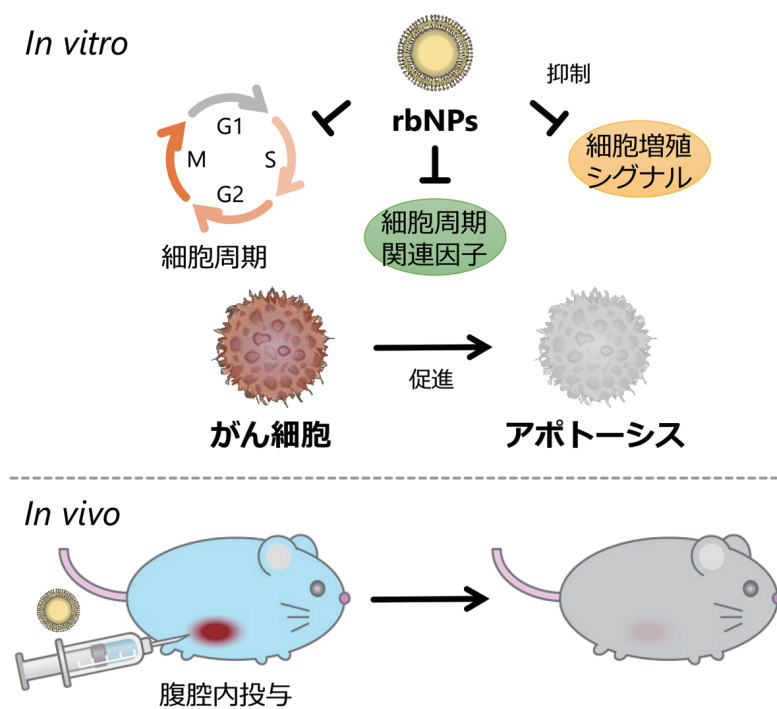 In vitro
抑制
rbNPs
G1
M
S
G2
細胞増殖
シグナル
細胞周期
関連因子
細胞周期
促進
がん細胞
アポトーシス
In vivo
腹腔内投与